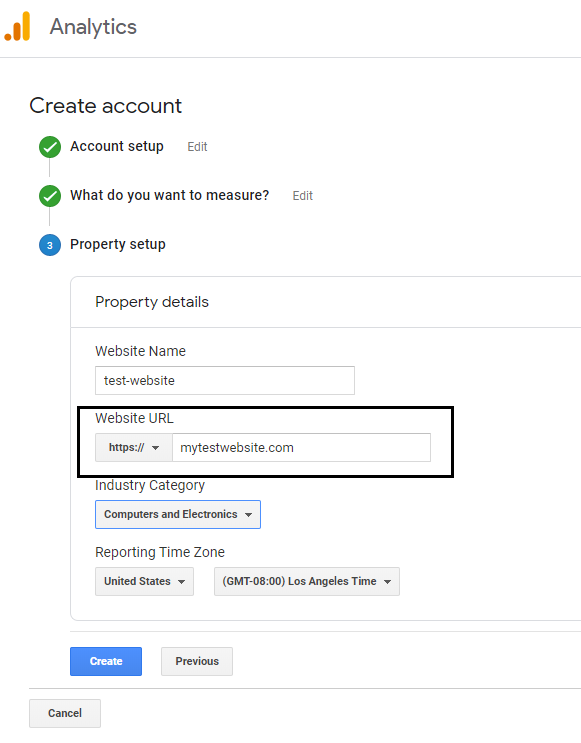 Analytics
Create account
Account setup Edit
What do you want to measure? Edit
3 Property setup
Property details
Website Name
test-website
Website URL
https:// mytestwebsite.com
Industry Category
Computers and Electronics
Reporting Time Zone
United States (GMT-08:00) Los Angeles Time
Create Previous
Cancel